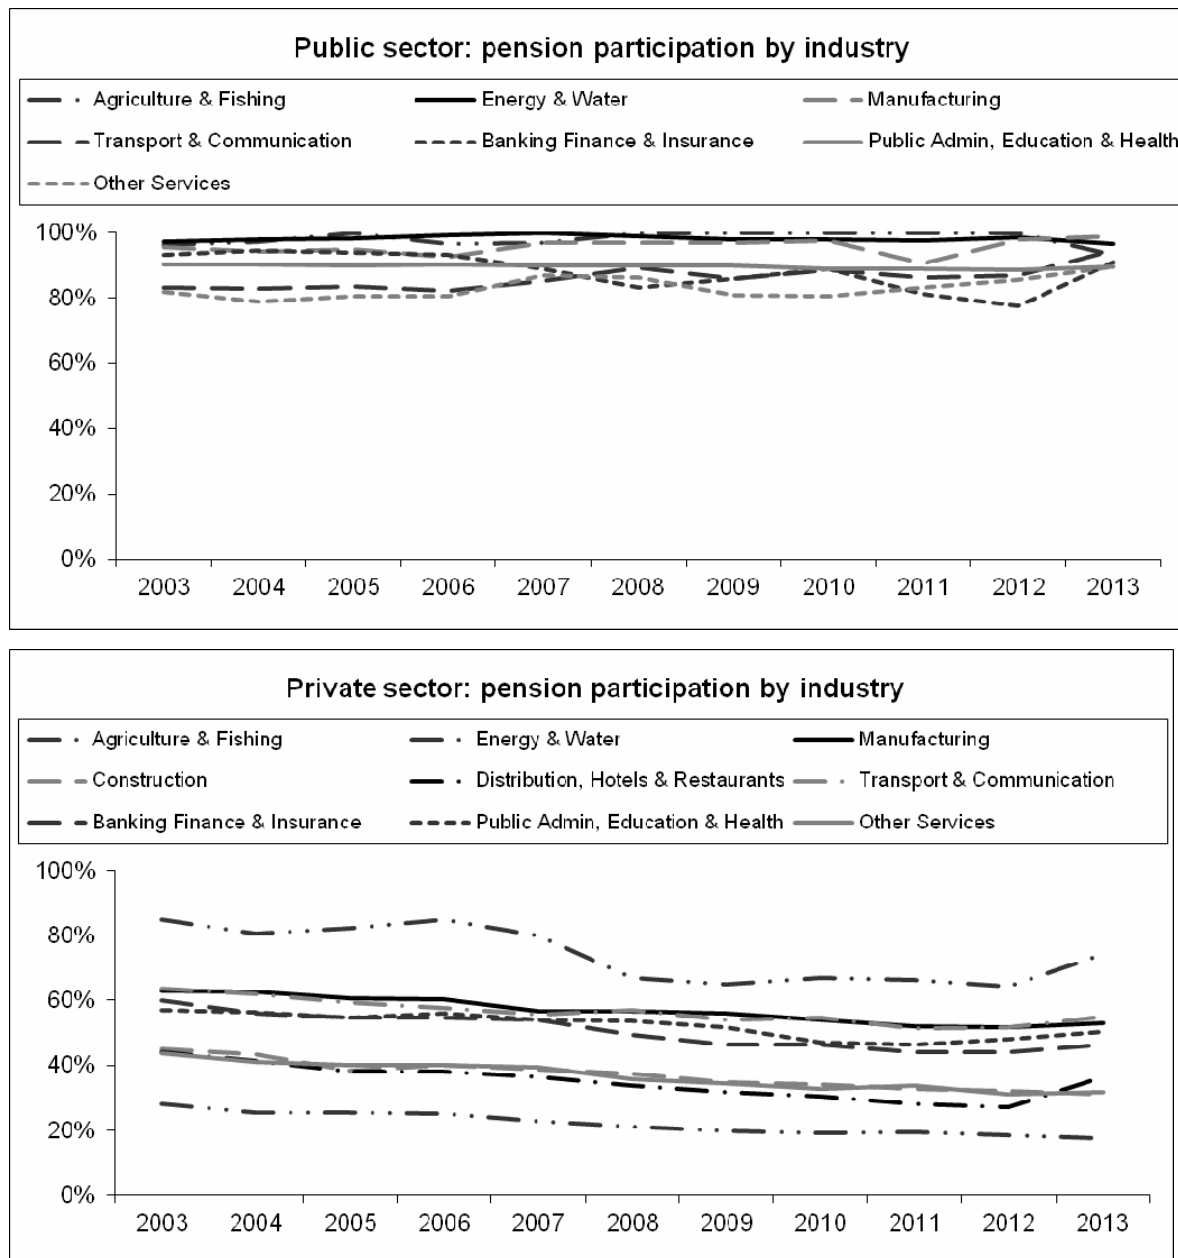 Public sector: pension participation by industry
Agriculture & Fishing Energy & Water Manufacturing
Transport & Communication Banking Finance & Insurance Public Admin, Education & Health
Other Services
100%
80%
60%
40%
20%
0%
2003 2004 2005 2006 2007 2008 2009 2010 2011 2012 2013
Private sector: pension participation by industry
Agriculture & Fishing Energy & Water Manufacturing
Construction Distribution, Hotels & Restaurants Transport & Communication
Banking Finance & Insurance Public Admin, Education & Health Other Services
100%
80%
60%
40%
20%
0%
2003 2004 2005 2006 2007 2008 2009 2010 2011 2012 2013